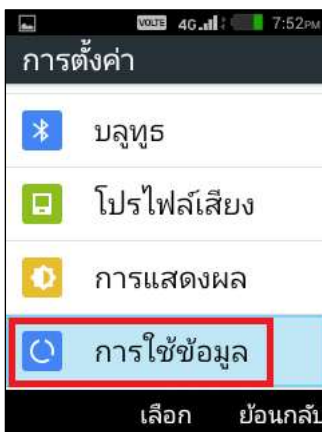 VOLTE 4G 7:52PM
การตั้งค่า
บลูทูธ
โปรไฟล์เสียง
การแสดงผล
การใช้ข้อมูล
เลือก ย้อนกลับ